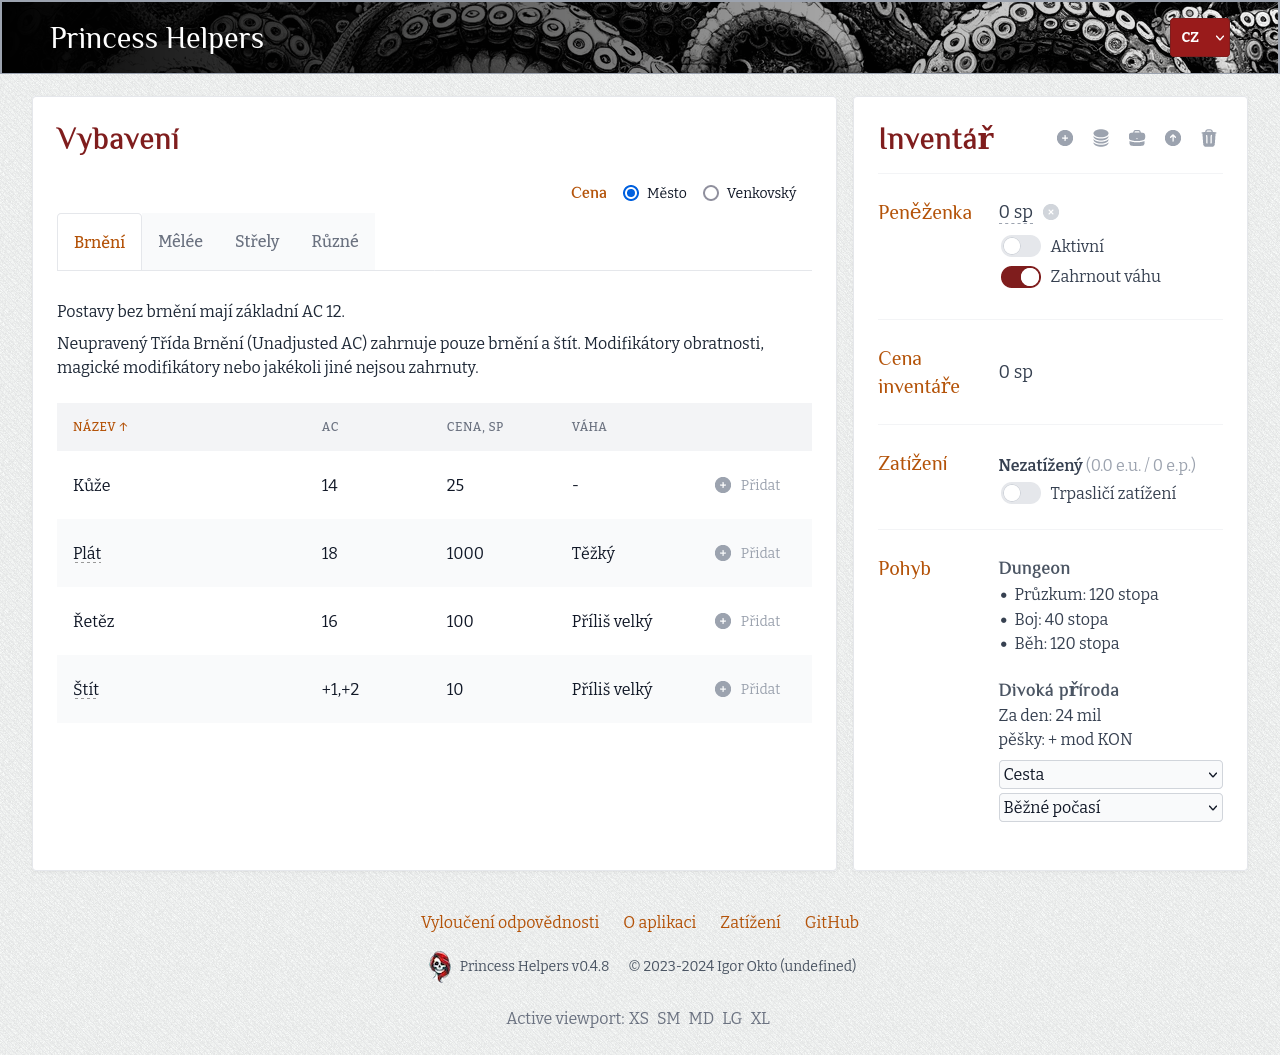 Princess Helpers
CZ
Vybavení
Cena Město Venkovský
Brnění Mêlée Střely Různé
Postavy bez brnění mají základní AC 12.
Neupravený Třída Brnění (Unadjusted AC) zahrnuje pouze brnění a štít. Modifikátory obratnosti,
magické modifikátory nebo jakékoli jiné nejsou zahrnuty.
NÁZEV ↑ AC CENA, SP VÁHA
Kůže 14 25 - Přidat
Plát 18 1000 Těžký Přidat
Řetěz 16 100 Příliš velký Přidat
Štít +1,+2 10 Příliš velký Přidat
Inventář
Peněženka 0 sp
Aktivní
Zahrnout váhu
Cena
inventáře
0 sp
Zatížení
Nezatížený (0.0 e.u. / 0 e.p.)
Trpasličí zatížení
Pohyb
Dungeon
• Průzkum: 120 stopa
• Boj: 40 stopa
• Běh: 120 stopa
Divoká příroda
Za den: 24 mil
pěšky: + mod KON
Cesta
Běžné počasí
Vyloučení odpovědnosti O aplikaci Zatížení GitHub
Princess Helpers v0.4.8 © 2023-2024 Igor Okto (undefined)
Active viewport: XS SM MD LG XL